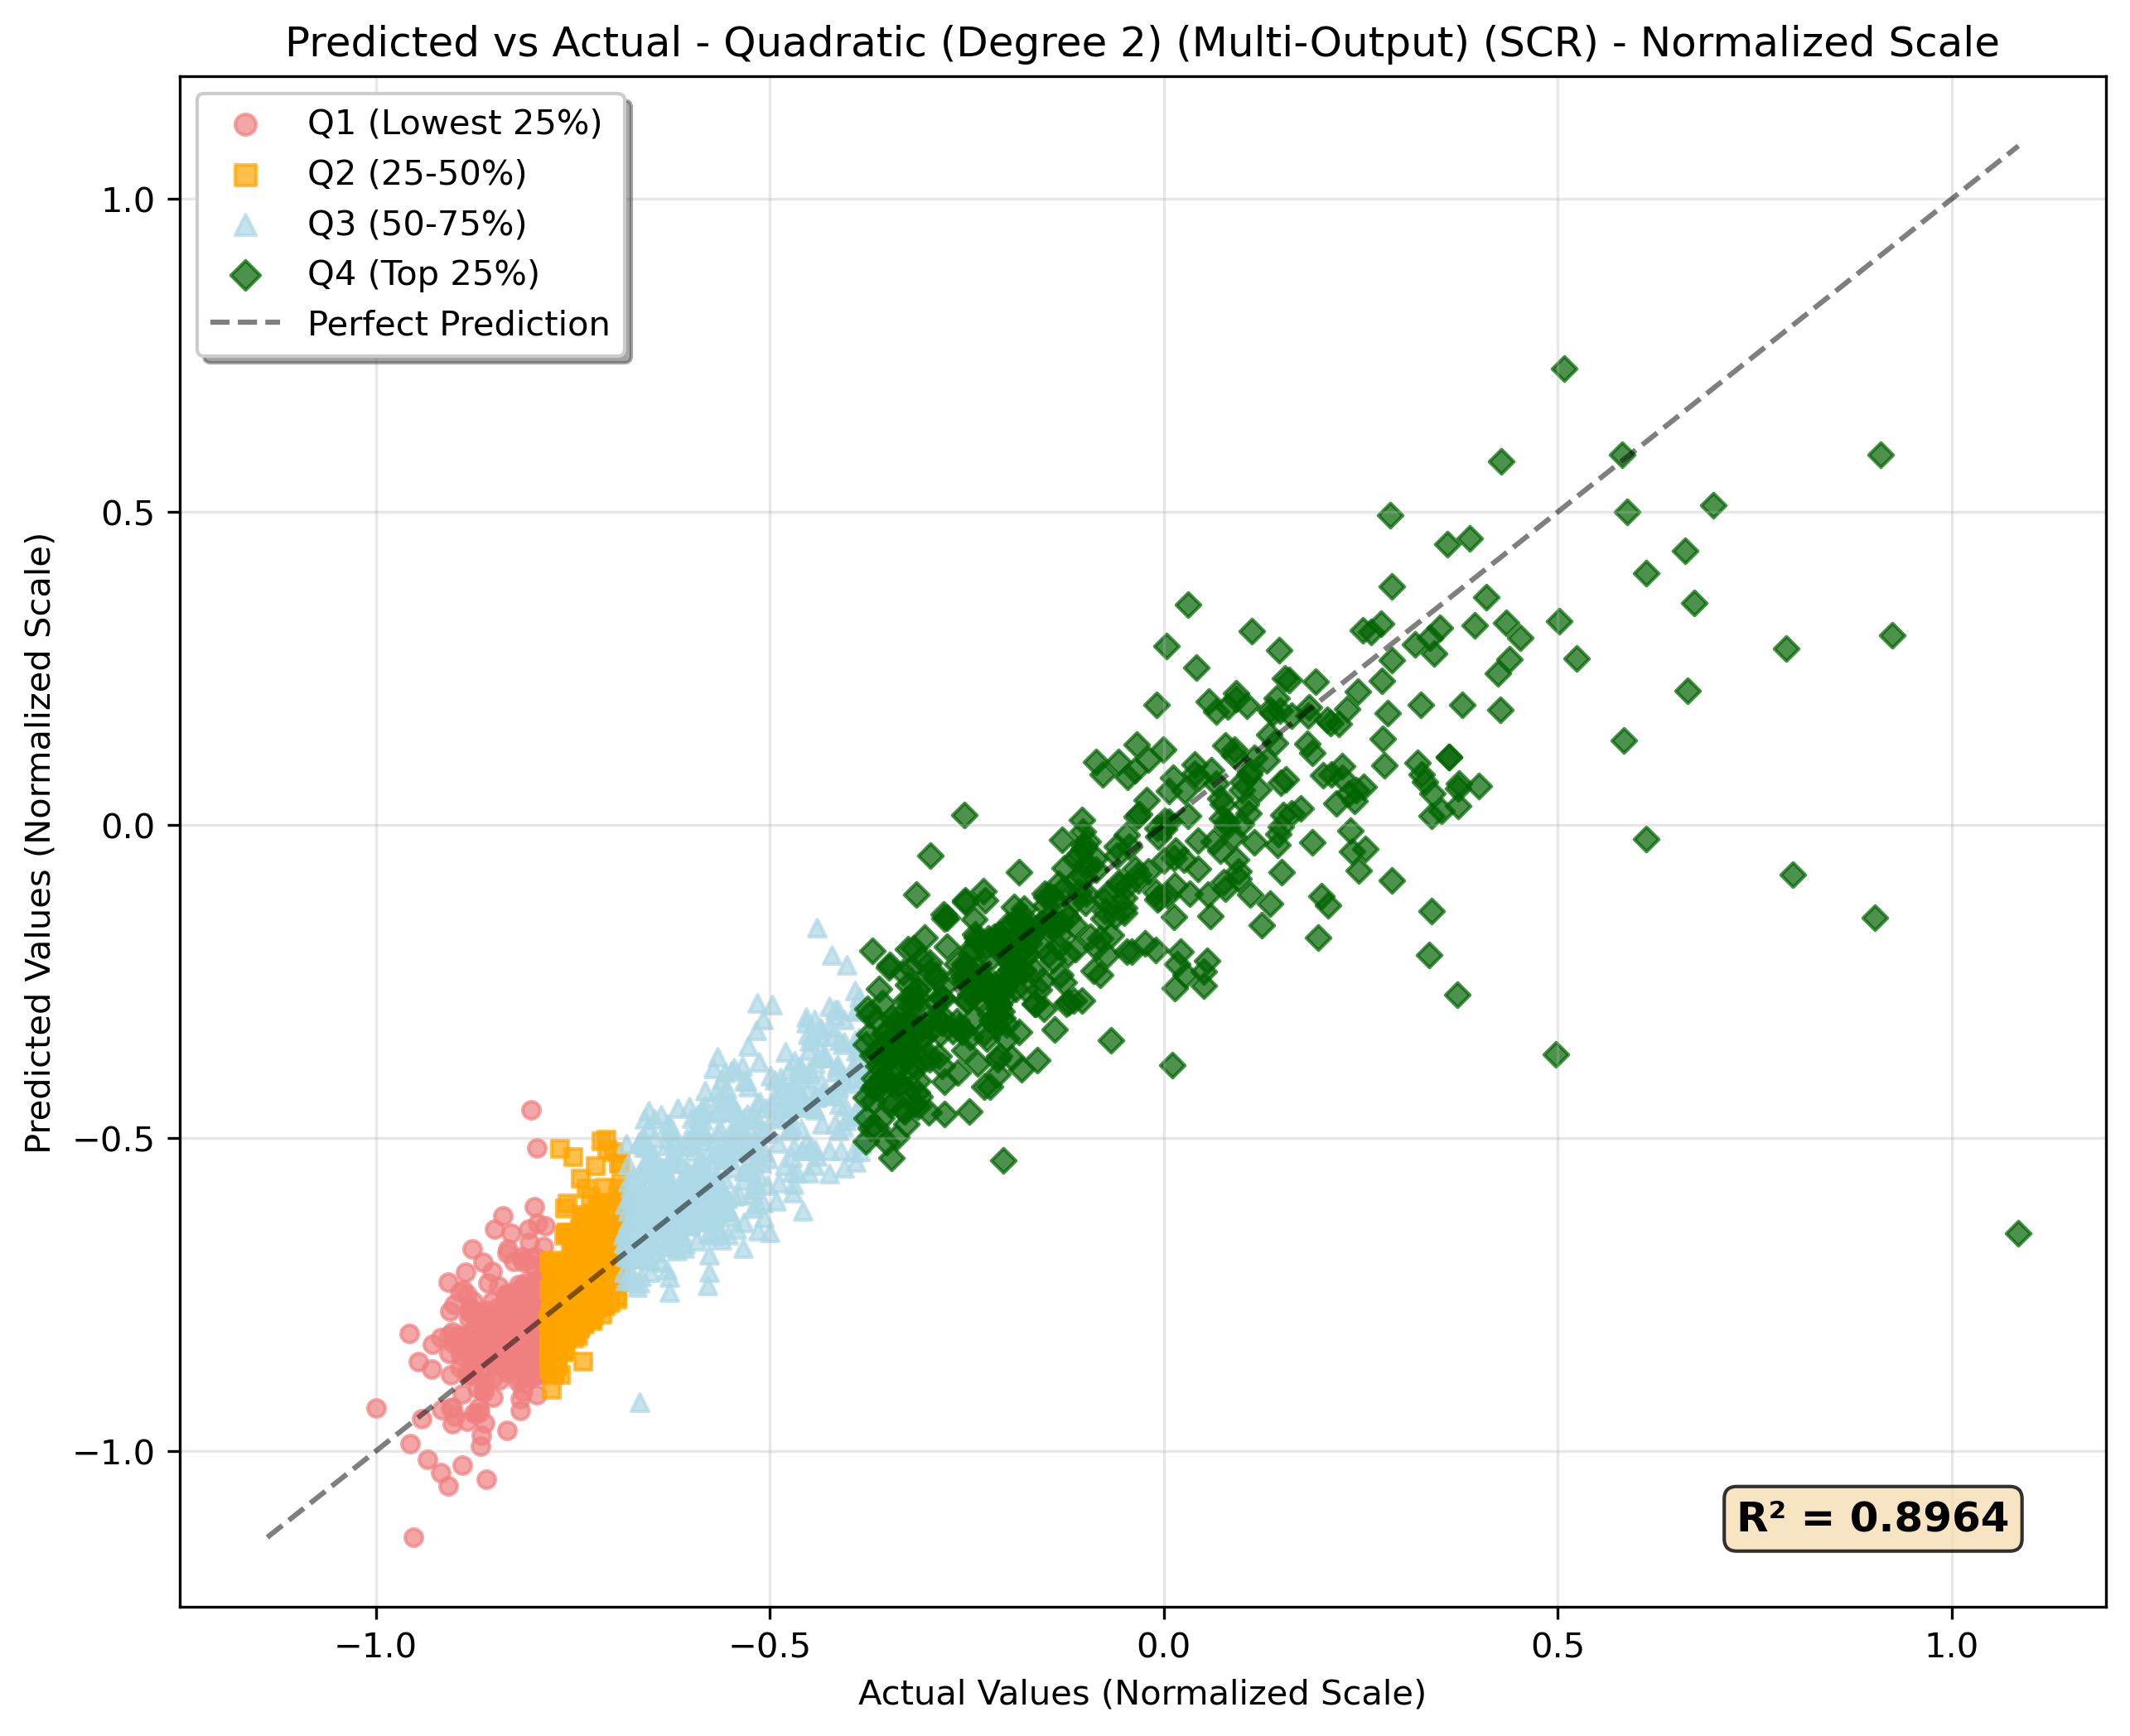 Predicted vs Actual - Quadratic (Degree 2) (Multi-Output) (SCR) - Normalized Scale
Q1 (Lowest 25%)
Q2 (25-50%)
Q3 (50-75%)
Q4 (Top 25%)
Perfect Prediction
Predicted Values (Normalized Scale)
1.0
0.5
0.0
−0.5
−1.0
R² = 0.8964
−1.0
−0.5
0.0
0.5
1.0
Actual Values (Normalized Scale)